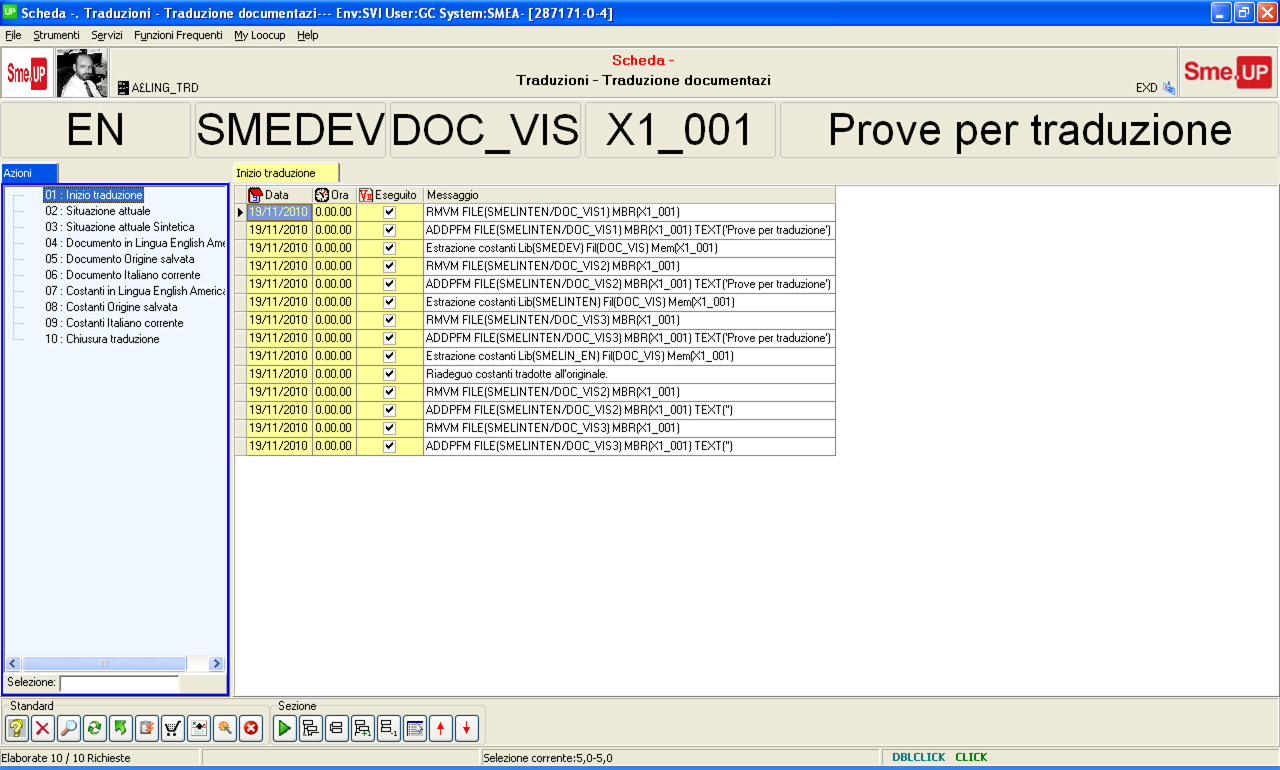 UP Scheda -. Traduzioni - Traduzione documentazi--- Env:SVI User:GC System:SMEA- [287171-0-4]
File Strumenti Servizi Funzioni Frequenti My Loocup Help
Scheda -
Sme.UP A£LING_TRD Traduzioni - Traduzione documentazi EXD Sme.UP
EN SMEDEV DOC_VIS X1_001 Prove per traduzione
Azioni
01 : Inizio traduzione
02 : Situazione attuale
03 : Situazione attuale Sintetica
04 : Documento in Lingua English Ame
05 : Documento Origine salvata
06 : Documento Italiano corrente
07 : Costanti in Lingua English America
08 : Costanti Origine salvata
09 : Costanti Italiano corrente
10 : Chiusura traduzione
Selezione:
Inizio traduzione
Data Ora Eseguito Messaggio
19/11/2010 0.00.00 RMVM FILE(SMELINTEN/DOC_VIS1) MBR(X1_001)
19/11/2010 0.00.00 ADDPFM FILE(SMELINTEN/DOC_VIS1) MBR(X1_001) TEXT('Prove per traduzione')
19/11/2010 0.00.00 Estrazione costanti Lib(SMEDEV) Fil(DOC_VIS) Mem(X1_001)
19/11/2010 0.00.00 RMVM FILE(SMELINTEN/DOC_VIS2) MBR(X1_001)
19/11/2010 0.00.00 ADDPFM FILE(SMELINTEN/DOC_VIS2) MBR(X1_001) TEXT('Prove per traduzione')
19/11/2010 0.00.00 Estrazione costanti Lib(SMELINTEN) Fil(DOC_VIS) Mem(X1_001)
19/11/2010 0.00.00 RMVM FILE(SMELINTEN/DOC_VIS3) MBR(X1_001)
19/11/2010 0.00.00 ADDPFM FILE(SMELINTEN/DOC_VIS3) MBR(X1_001) TEXT('Prove per traduzione')
19/11/2010 0.00.00 Estrazione costanti Lib(SMELIN_EN) Fil(DOC_VIS) Mem(X1_001)
19/11/2010 0.00.00 Riadeguo costanti tradotte all'originale.
19/11/2010 0.00.00 RMVM FILE(SMELINTEN/DOC_VIS2) MBR(X1_001)
19/11/2010 0.00.00 ADDPFM FILE(SMELINTEN/DOC_VIS2) MBR(X1_001) TEXT('')
19/11/2010 0.00.00 RMVM FILE(SMELINTEN/DOC_VIS3) MBR(X1_001)
19/11/2010 0.00.00 ADDPFM FILE(SMELINTEN/DOC_VIS3) MBR(X1_001) TEXT('')
Standard Sezione
Elaborate 10 / 10 Richieste Selezione corrente:5,0-5,0 DBLCLICK CLICK